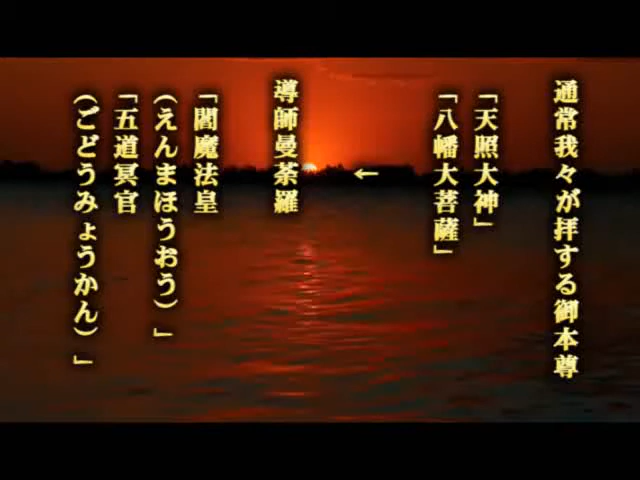 通常我々が拝する御本尊
「天照大神」
「八幡大菩薩」
←
導師曼荼羅
「閻魔法皇
（えんまほうおう）」
「五道冥官
（ごどうみょうかん）」